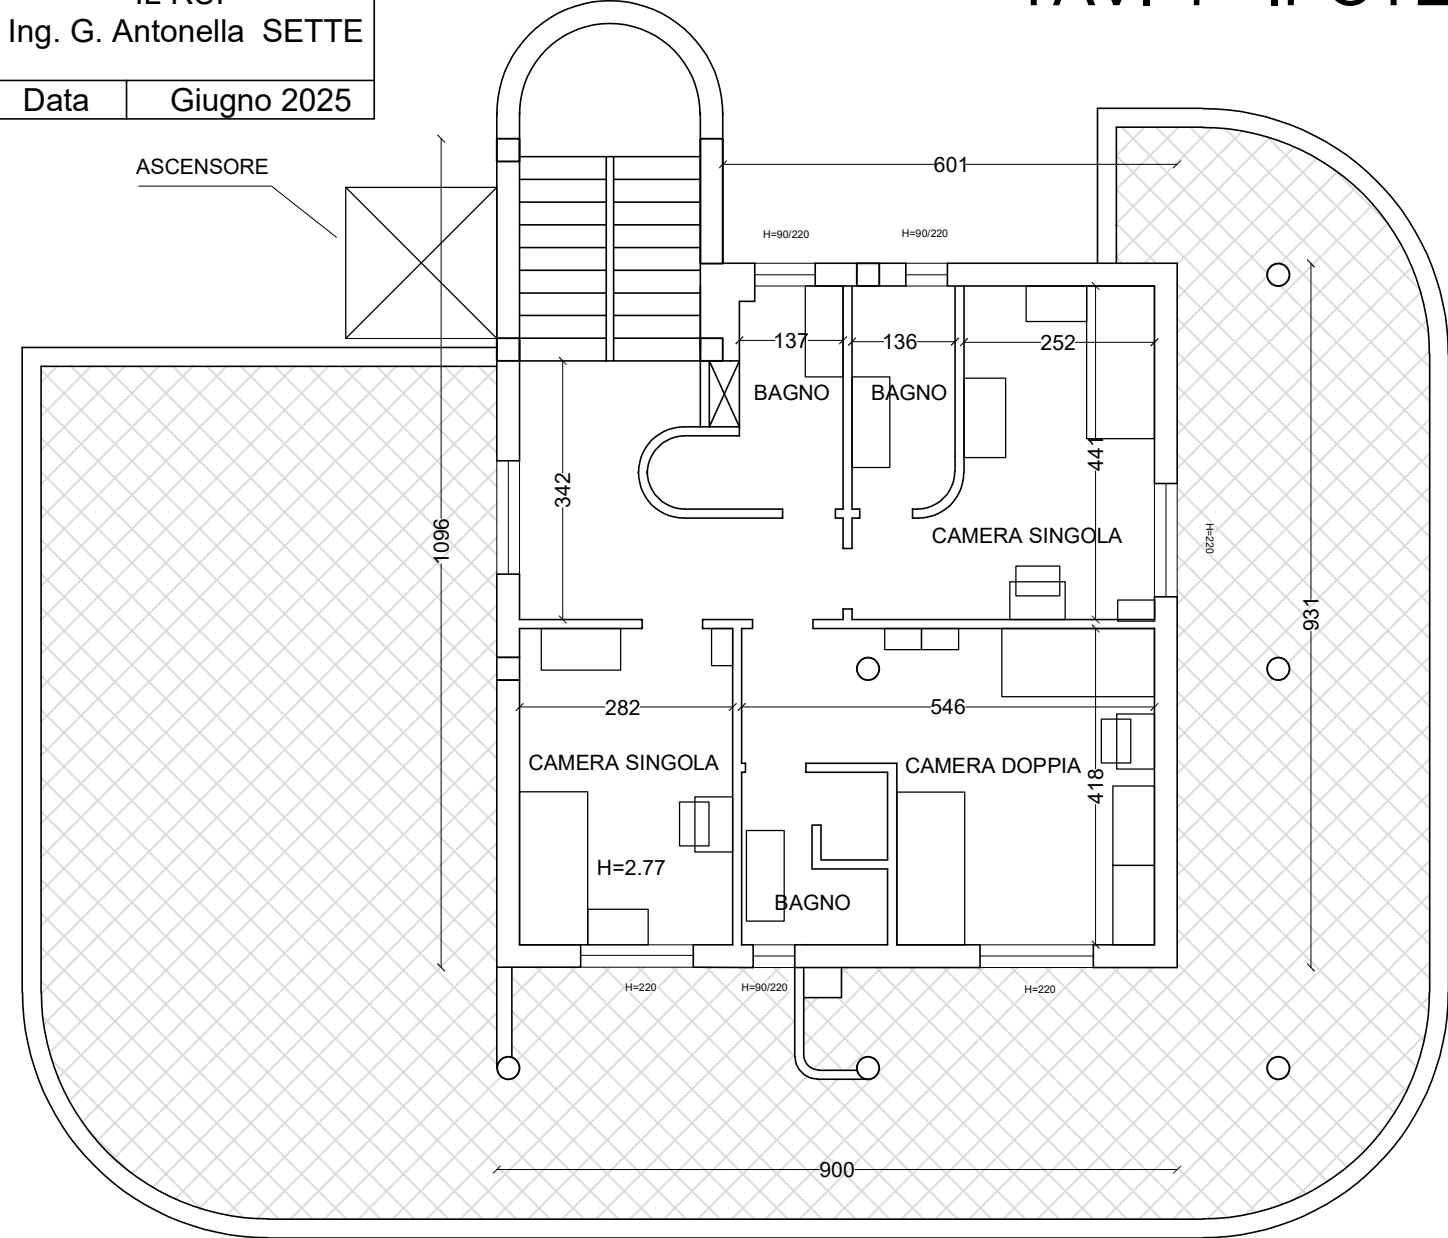 Ing. G. Antonella SETTE
Data Giugno 2025
ASCENSORE
601
H=90/220
H=90/220
137
136
252
BAGNO
BAGNO
441
342
1096
CAMERA SINGOLA
H=220
931
282
546
CAMERA SINGOLA
CAMERA DOPPIA
418
H=2.77
BAGNO
H=220
H=90/220
H=220
900